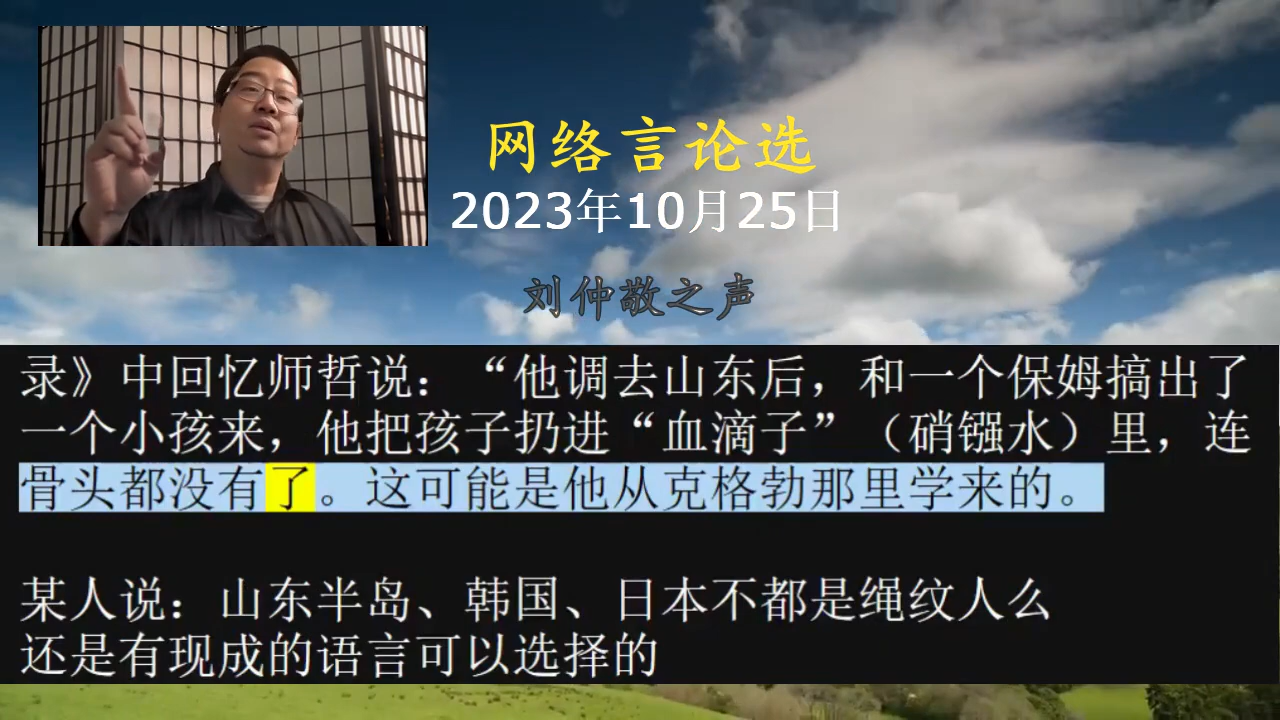 网络言论选
2023年10月25日
刘仲敬之声
录》中回忆师哲说：“他调去山东后，和一个保姆搞出了
一个小孩来，他把孩子扔进“血滴子”（硝镪水）里，连
骨头都没有了。这可能是他从克格勃那里学来的。
某人说：山东半岛、韩国、日本不都是绳纹人么
还是有现成的语言可以选择的